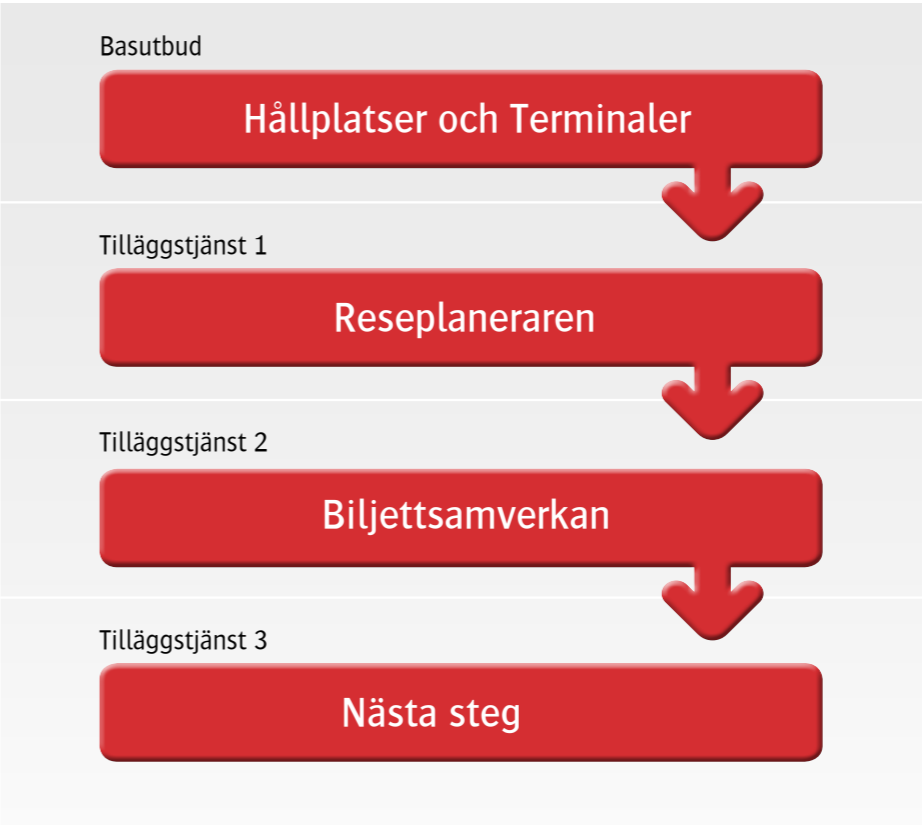 Basutbud
Hållplatser och Terminaler
Tilläggstjänst 1
Reseplaneraren
Tilläggstjänst 2
Biljettsamverkan
Tilläggstjänst 3
Nästa steg